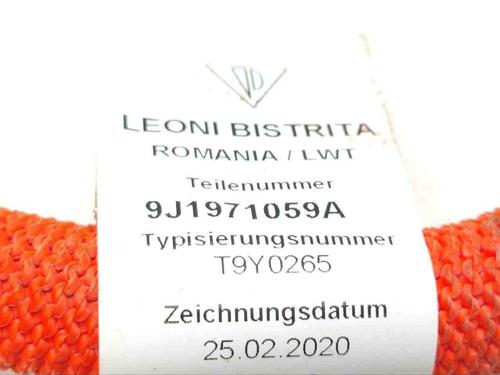 LEONI BISTRITA
ROMANIA / LWT
Teilenummer
9J1971059A
Typisierungsnummer
T9Y0265
Zeichnungsdatum
25.02.2020